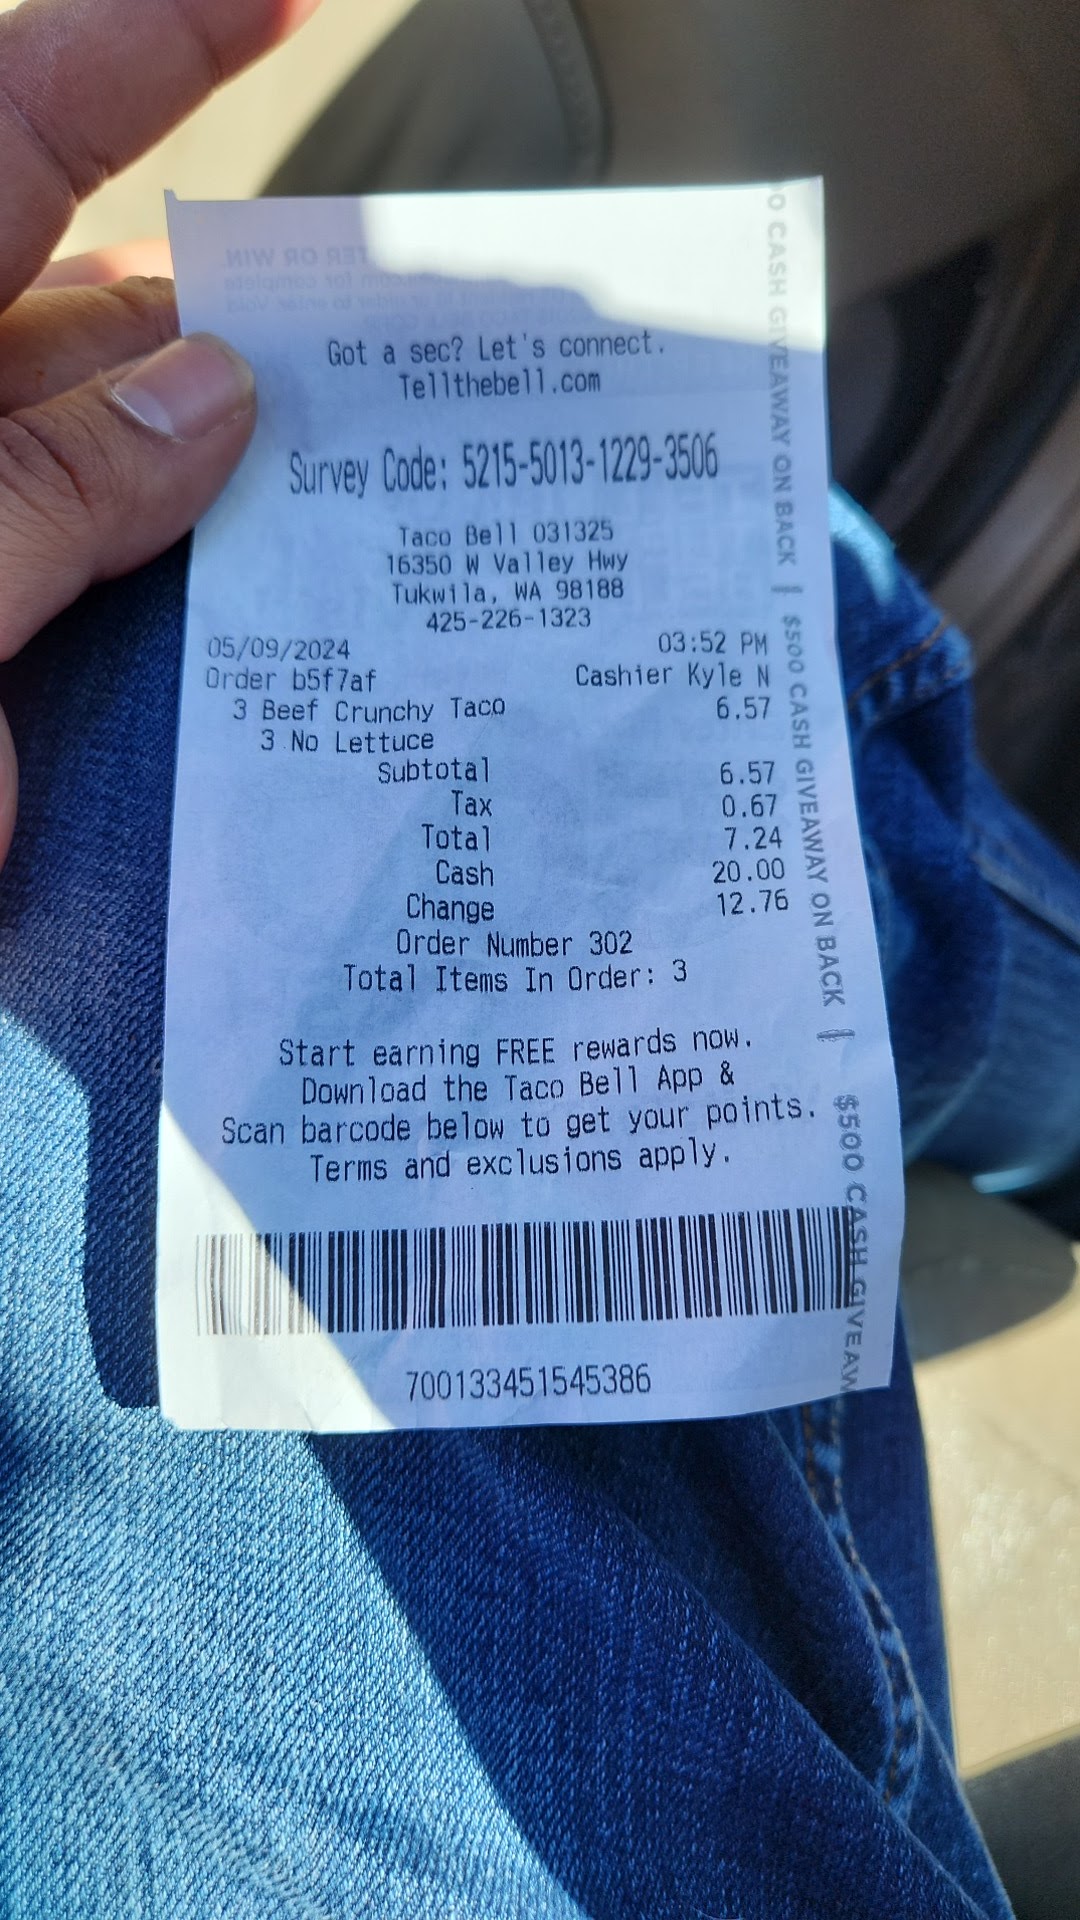 Got a sec? Let's connect.
Tellthebell.com
Survey Code: 5215-5013-1229-3506
Taco Bell 031325
16350 W Valley Hwy
Tukwila, WA 98188
425-226-1323
05/09/2024 03:52 PM
Order b5f7af Cashier Kyle N
3 Beef Crunchy Taco 6.57
3 No Lettuce
Subtotal 6.57
Tax 0.67
Total 7.24
Cash 20.00
Change 12.76
Order Number 302
Total Items In Order: 3
Start earning FREE rewards now.
Download the Taco Bell App &
Scan barcode below to get your points.
Terms and exclusions apply.
700133451545386
CASH GIVEAWAY ON BACK | $500 CASH GIVEAWAY ON BACK | $500 CASH GIVEAW